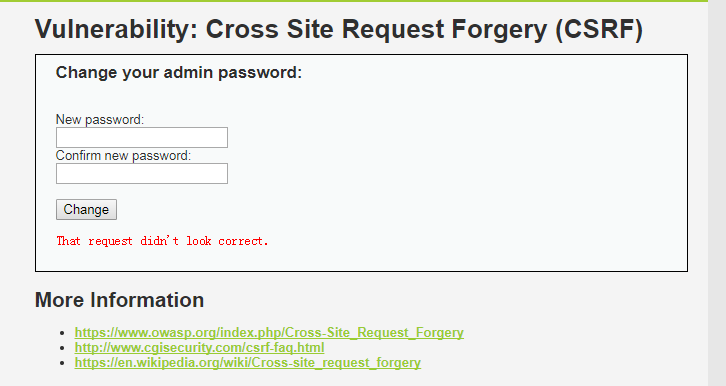 Vulnerability: Cross Site Request Forgery (CSRF)
Change your admin password:
New password:
Confirm new password:
Change
That request didn't look correct.
More Information
https://www.owasp.org/index.php/Cross-Site_Request_Forgery
http://www.cgisecurity.com/csrf-faq.html
https://en.wikipedia.org/wiki/Cross-site_request_forgery